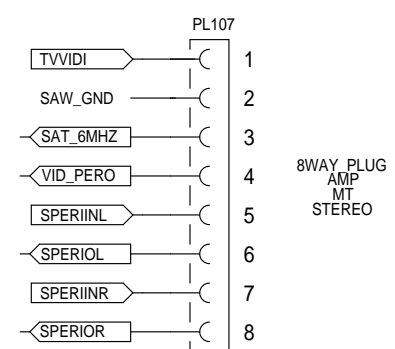 PL107
TVVIDI 1
SAW_GND 2
SAT_6MHZ 3
VID_PERO 4
SPERIINL 5
SPERIOL 6
SPERIINR 7
SPERIOR 8
8WAY_PLUG
AMP
MT
STEREO